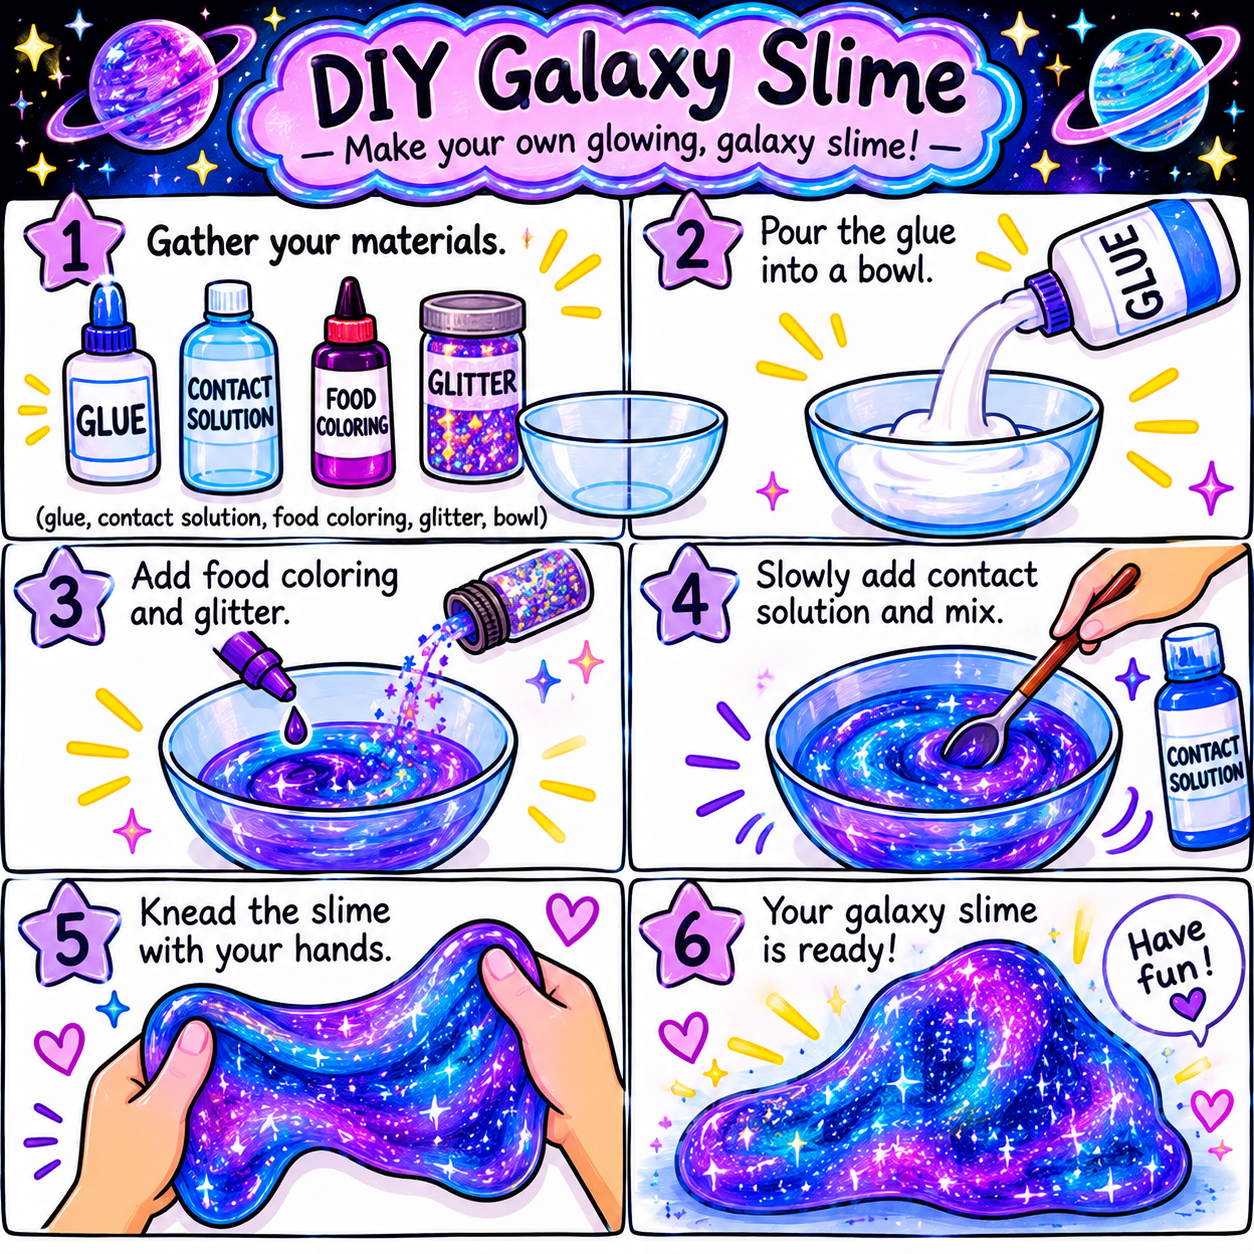 DIY Galaxy Slime
— Make your own glowing, galaxy slime! —
1
Gather your materials.
GLUE
CONTACT
SOLUTION
FOOD
COLORING
GLITTER
(glue, contact solution, food coloring, glitter, bowl)
2
Pour the glue
into a bowl.
GLUE
3
Add food coloring
and glitter.
4
Slowly add contact
solution and mix.
CONTACT
SOLUTION
5
Knead the slime
with your hands.
6
Your galaxy slime
is ready!
Have
fun!